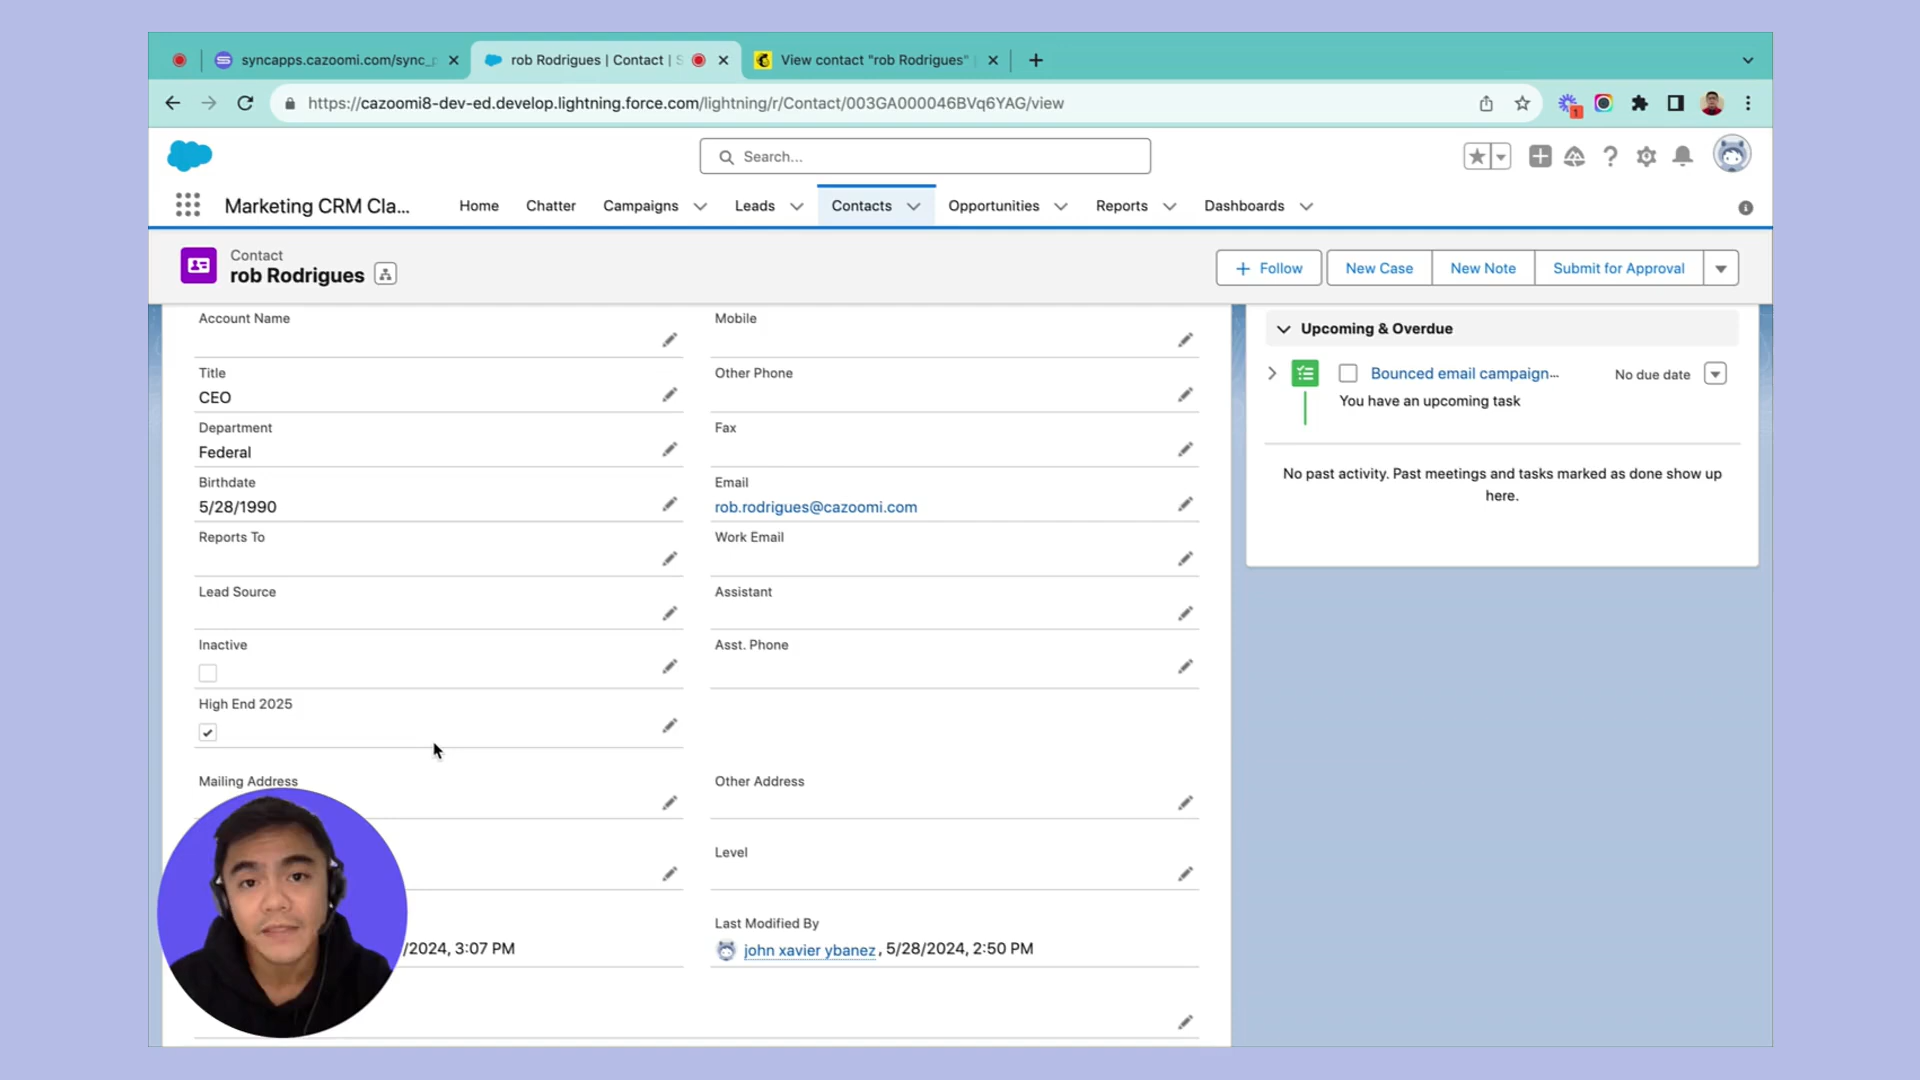 syncapps.cazoomi.com/sync_p
rob Rodrigues | Contact | S
View contact "rob Rodrigues"
https://cazoomi8-dev-ed.develop.lightning.force.com/lightning/r/Contact/003GA000046BVq6YAG/view
1
Search...
Marketing CRM Cla...
Home
Chatter
Campaigns
Leads
Contacts
Opportunities
Reports
Dashboards
Contact
rob Rodrigues
+ Follow
New Case
New Note
Submit for Approval
Account Name
Mobile
Title
CEO
Other Phone
Department
Federal
Fax
Birthdate
5/28/1990
Email
rob.rodrigues@cazoomi.com
Reports To
Work Email
Lead Source
Assistant
Inactive
Asst. Phone
High End 2025
Mailing Address
Other Address
Level
/2024, 3:07 PM
Last Modified By
john xavier ybanez, 5/28/2024, 2:50 PM
Upcoming & Overdue
Bounced email campaign...
No due date
You have an upcoming task
No past activity. Past meetings and tasks marked as done show up
here.